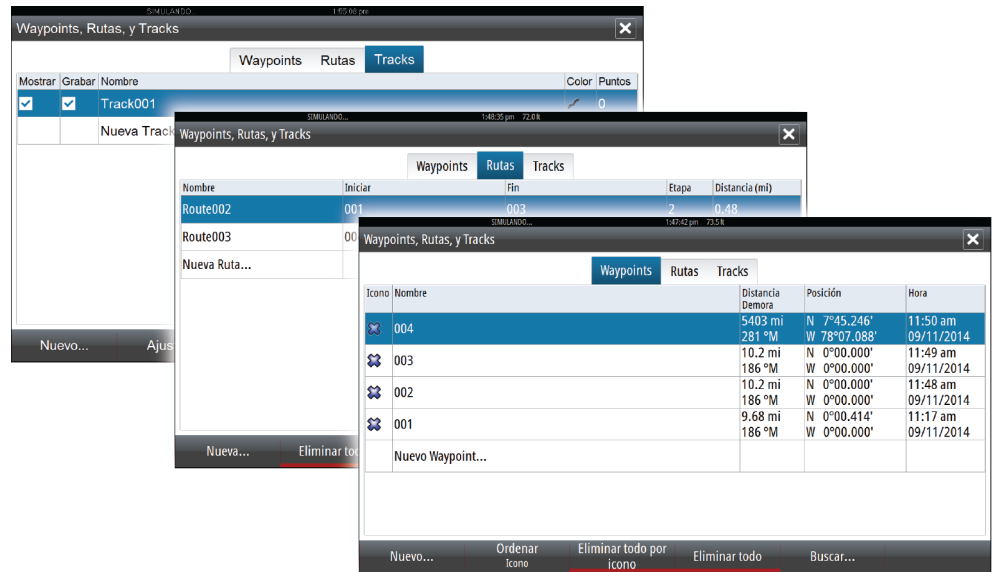 SIMULANDO... 1:55:06 pm
Waypoints, Rutas, y Tracks
Waypoints Rutas Tracks
Mostrar Grabar Nombre Color Puntos
Track001 0
Nueva Track
Nuevo... Ajus
SIMULANDO... 1:48:35 pm 72.0 ft
Waypoints, Rutas, y Tracks
Waypoints Rutas Tracks
Nombre Iniciar Fin Etapa Distancia (mi)
Route002 001 003 2 0.48
Route003 00
Nueva Ruta...
Nueva... Eliminar tod
SIMULANDO... 1:47:42 pm 73.5 ft
Waypoints, Rutas, y Tracks
Waypoints Rutas Tracks
Icono Nombre Distancia Demora Posición Hora
004 5403 mi N 7°45.246' 11:50 am
281 °M W 78°07.088' 09/11/2014
003 10.2 mi N 0°00.000' 11:49 am
186 °M W 0°00.000' 09/11/2014
002 10.2 mi N 0°00.000' 11:48 am
186 °M W 0°00.000' 09/11/2014
001 9.68 mi N 0°00.414' 11:17 am
186 °M W 0°00.000' 09/11/2014
Nuevo Waypoint...
Nuevo... Ordenar Icono Eliminar todo por icono Eliminar todo Buscar...